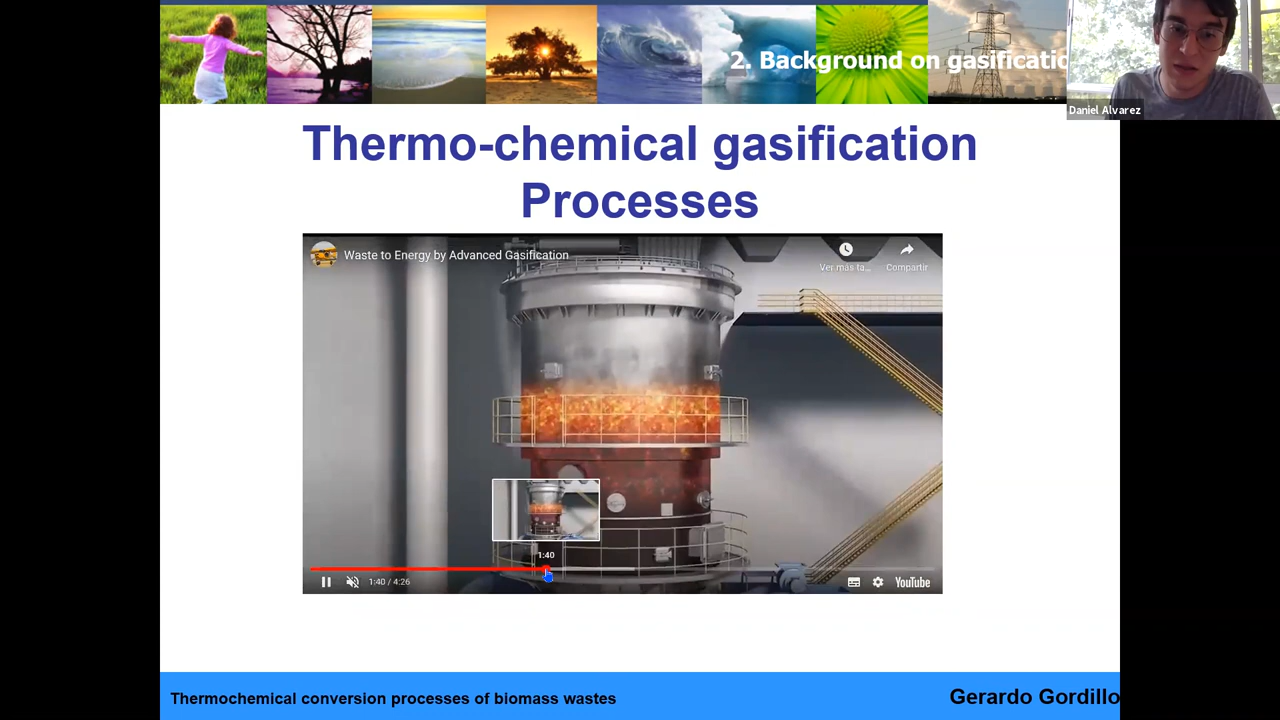 2. Background on gasificatio
Daniel Alvarez
Thermo-chemical gasification
Processes
Waste to Energy by Advanced Gasification
Ver más ta...
Compartir
1:40
1:40 / 4:26
YouTube
Thermochemical conversion processes of biomass wastes
Gerardo Gordillo